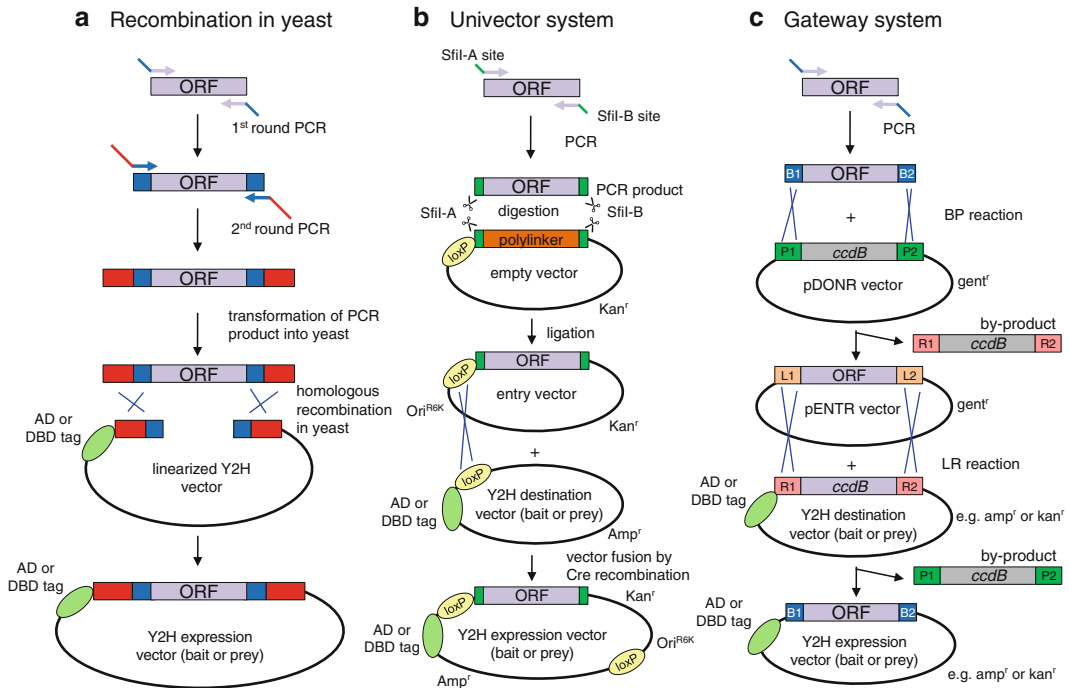 a Recombination in yeast
ORF
1st round PCR
ORF
2nd round PCR
ORF
transformation of PCR
product into yeast
ORF
homologous
recombination
in yeast
AD or
DBD tag
linearized Y2H
vector
AD or
DBD tag
ORF
Y2H expression
vector (bait or prey)
b Univector system
SfiI-A site
ORF
SfiI-B site
PCR
ORF
PCR product
SfiI-A
digestion
SfiI-B
loxP
polylinker
empty vector
Kanr
ligation
loxP
ORF
entry vector
OriR6K
Kanr
+
loxP
AD or
DBD tag
Y2H destination
vector (bait or prey)
Ampr
vector fusion by
Cre recombination
Kanr
loxP
ORF
AD or
DBD tag
Y2H expression vector
(bait or prey)
OriR6K
loxP
Ampr
c Gateway system
ORF
PCR
B1 ORF B2
+
BP reaction
P1 ccdB P2
pDONR vector
gentr
by-product
R1 ccdB R2
L1 ORF L2
pENTR vector
gentr
+
LR reaction
R1 ccdB R2
AD or
DBD tag
Y2H destination
vector (bait or prey)
e.g. ampr or kanr
by-product
P1 ccdB P2
B1 ORF B2
AD or
DBD tag
Y2H expression
vector (bait or prey)
e.g. ampr or kanr